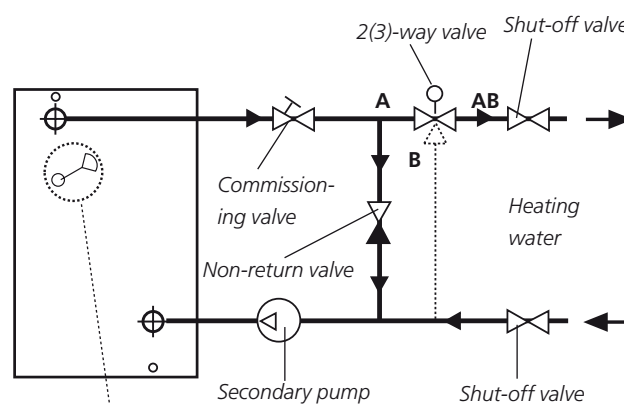 2(3)-way valve
Shut-off valve
A
AB
B
Commission-
ing valve
Heating
water
Non-return valve
Secondary pump
Shut-off valve